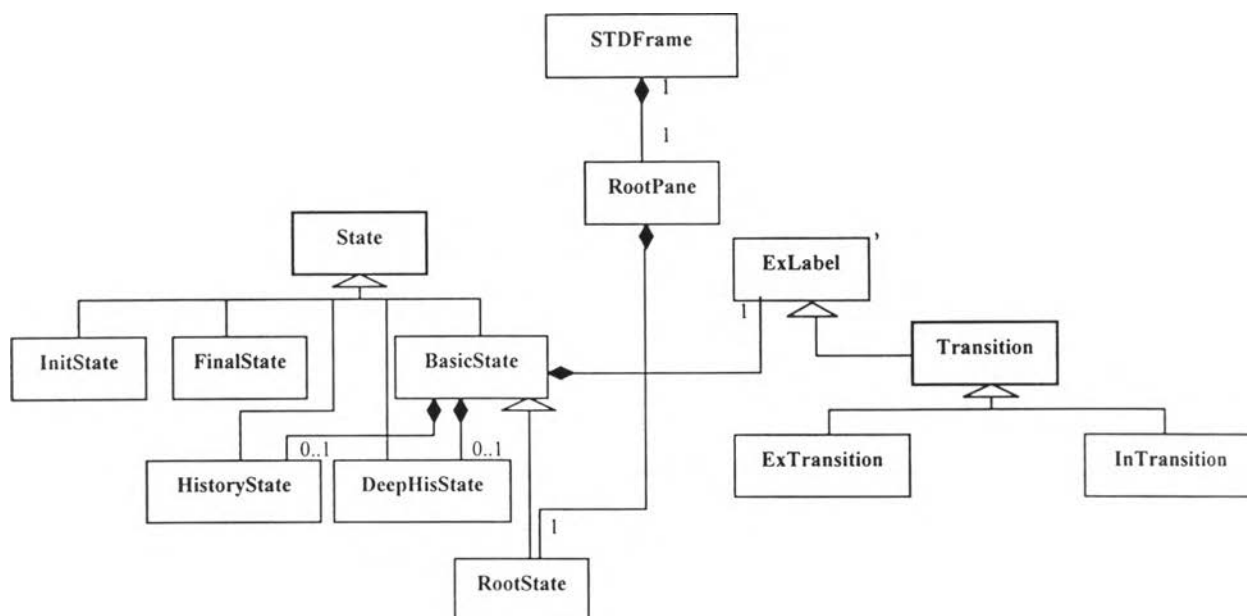 STDFrame
1
1
RootPane
State
ExLabel
1
Transition
InitState
FinalState
BasicState
0..1
0..1
HistoryState
DeepHisState
ExTransition
InTransition
1
RootState